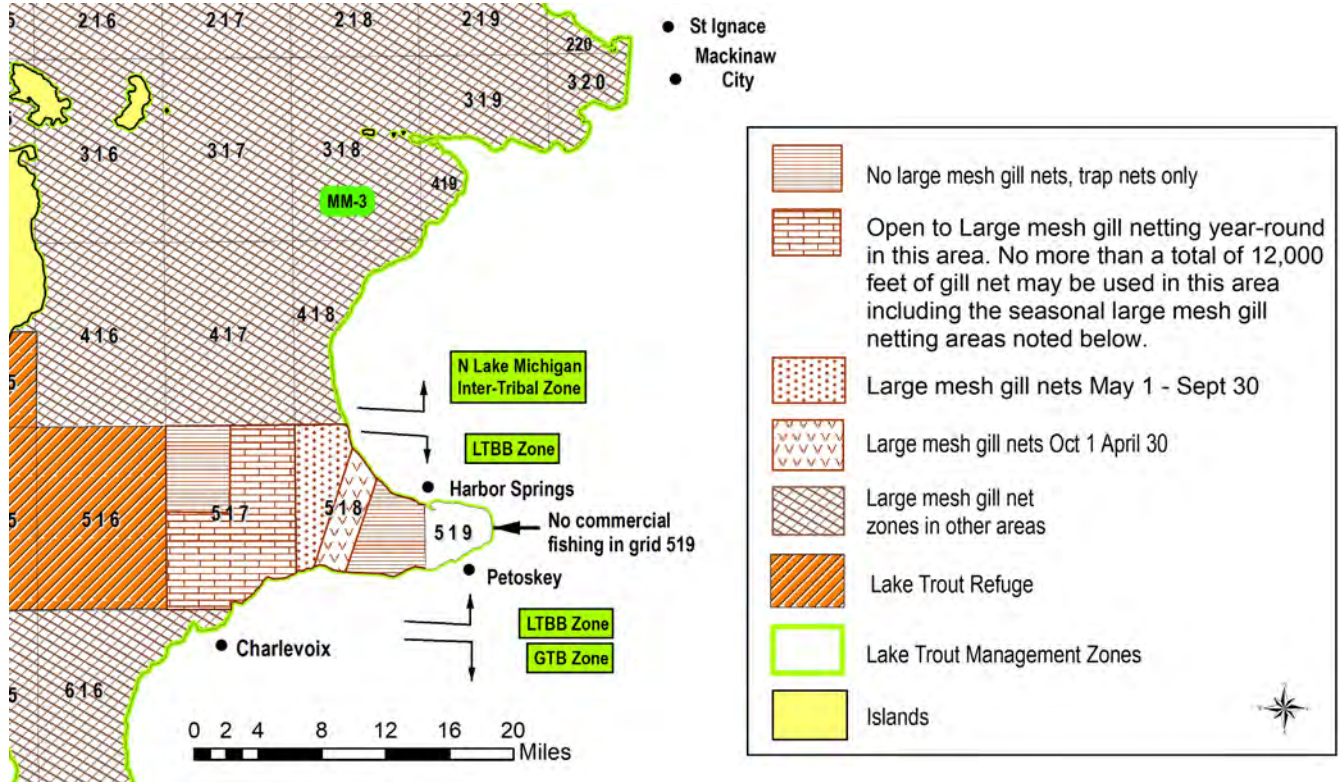 5
216
217
218
219
220
St Ignace
Mackinaw
City
319
320
316
317
318
419
MM-3
416
417
418
N Lake Michigan
Inter-Tribal Zone
LTBB Zone
Harbor Springs
5
516
517
518
519
No commercial
fishing in grid 519
Petoskey
LTBB Zone
GTB Zone
Charlevoix
5
616
0 2 4 8 12 16 20
Miles
No large mesh gill nets, trap nets only
Open to Large mesh gill netting year-round
in this area. No more than a total of 12,000
feet of gill net may be used in this area
including the seasonal large mesh gill
netting areas noted below.
Large mesh gill nets May 1 - Sept 30
Large mesh gill nets Oct 1 April 30
Large mesh gill net
zones in other areas
Lake Trout Refuge
Lake Trout Management Zones
Islands